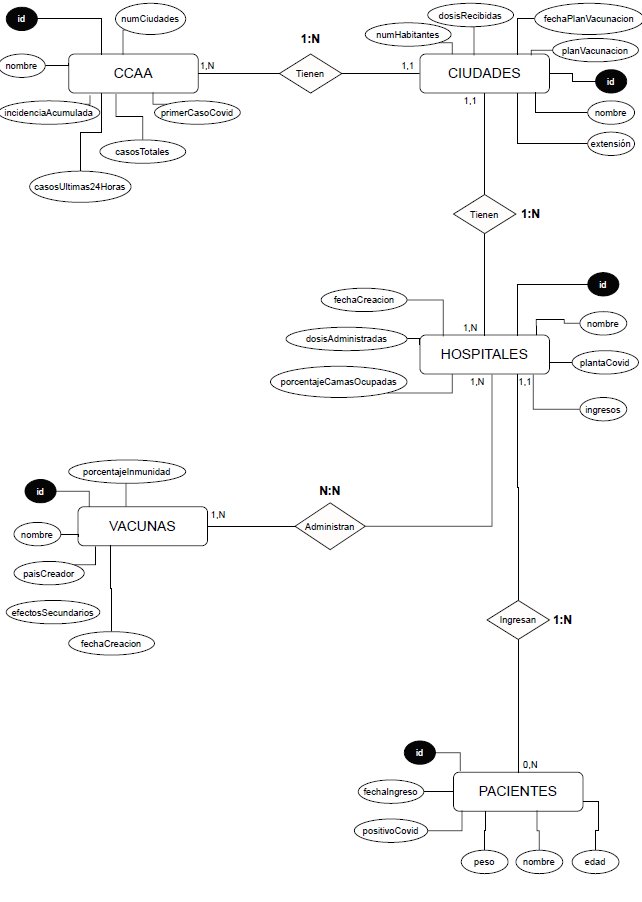 id
numCiudades
nombre
CCAA
incidenciaAcumulada
primerCasoCovid
casosTotales
casosUltimas24Horas
1:N
1,N
Tienen
1,1
dosisRecibidas
numHabitantes
fechaPlanVacunacion
planVacunacion
CIUDADES
id
nombre
extensión
1,1
Tienen
1:N
1,N
fechaCreacion
dosisAdministradas
porcentajeCamasOcupadas
HOSPITALES
id
nombre
plantaCovid
ingresos
1,N
1,1
porcentajeInmunidad
id
nombre
VACUNAS
paisCreador
efectosSecundarios
fechaCreacion
1,N
N:N
Administran
Ingresan
1:N
0,N
id
fechaIngreso
PACIENTES
positivoCovid
peso
nombre
edad